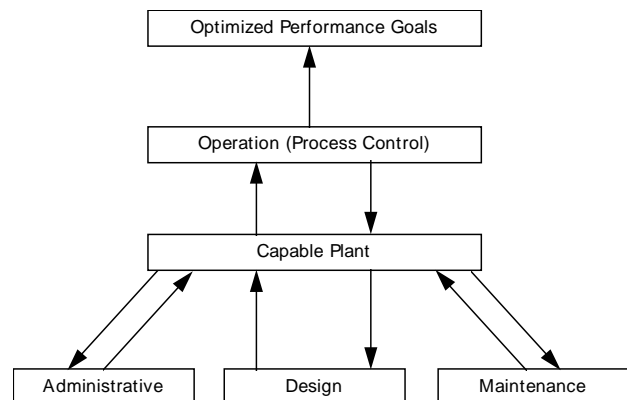 Optimized Performance Goals
Operation (Process Control)
Capable Plant
Administrative
Design
Maintenance